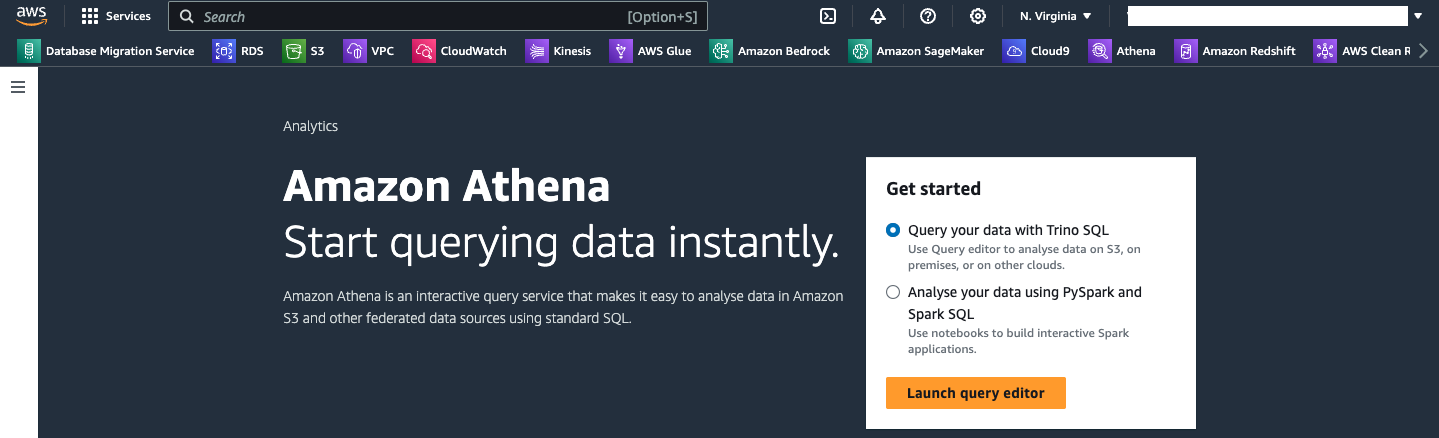 aws
Services
Search
[Option+S]
N. Virginia
Database Migration Service
RDS
S3
VPC
CloudWatch
Kinesis
AWS Glue
Amazon Bedrock
Amazon SageMaker
Cloud9
Athena
Amazon Redshift
AWS Clean R
Analytics
Amazon Athena
Start querying data instantly.
Amazon Athena is an interactive query service that makes it easy to analyse data in Amazon
S3 and other federated data sources using standard SQL.
Get started
Query your data with Trino SQL
Use Query editor to analyse data on S3, on
premises, or on other clouds.
Analyse your data using PySpark and
Spark SQL
Use notebooks to build interactive Spark
applications.
Launch query editor